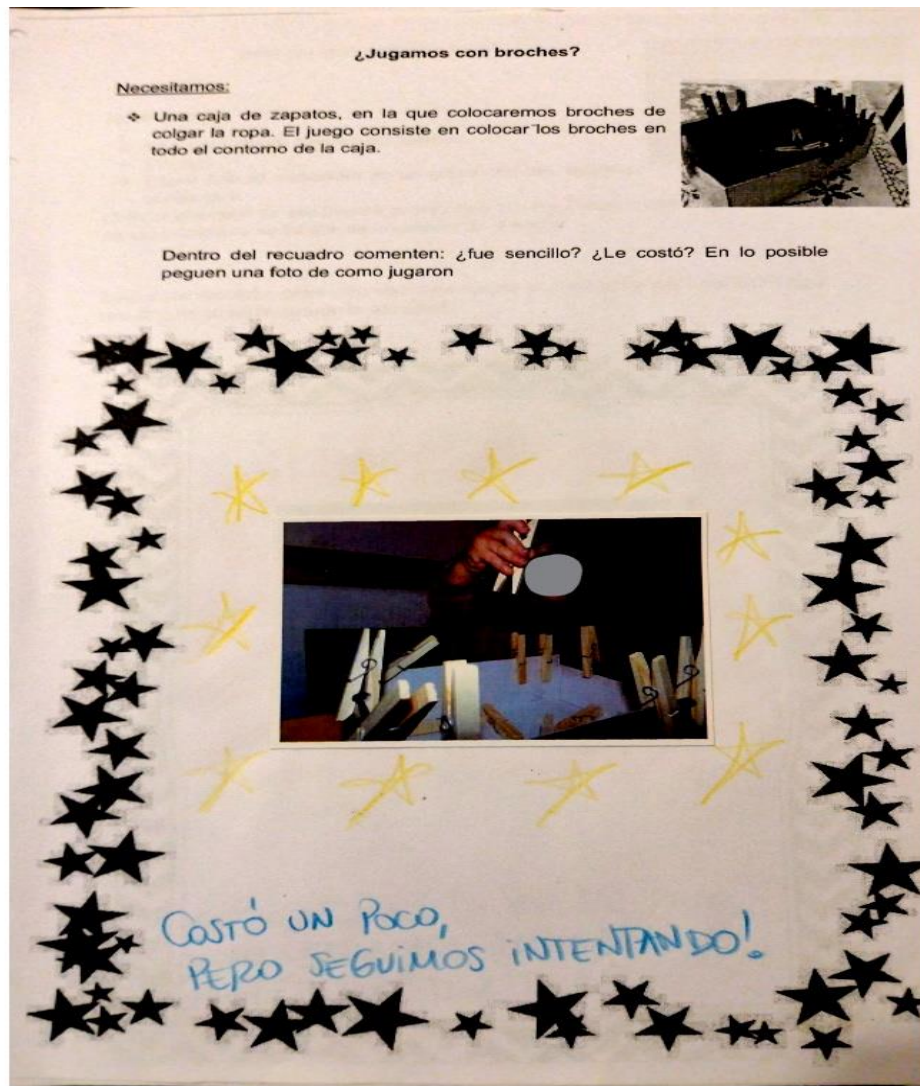 ¿Jugamos con broches?
Necesitamos:
❖ Una caja de zapatos, en la que colocaremos broches de
colgar la ropa. El juego consiste en colocar los broches en
todo el contorno de la caja.
Dentro del recuadro comenten: ¿fue sencillo? ¿Le costó? En lo posible
peguen una foto de como jugaron
COSTÓ UN POCO,
PERO SEGUIMOS INTENTANDO!